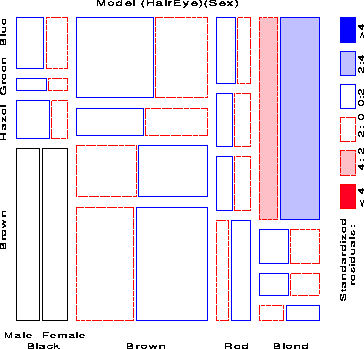 Model (HairEye)(Sex)
Blue
Green
Hazel
Brown
Male Female
Black Brown Red Blond
Standardized
residuals:
<-4
-4:-2
-2:0
0:2
2:4
>4